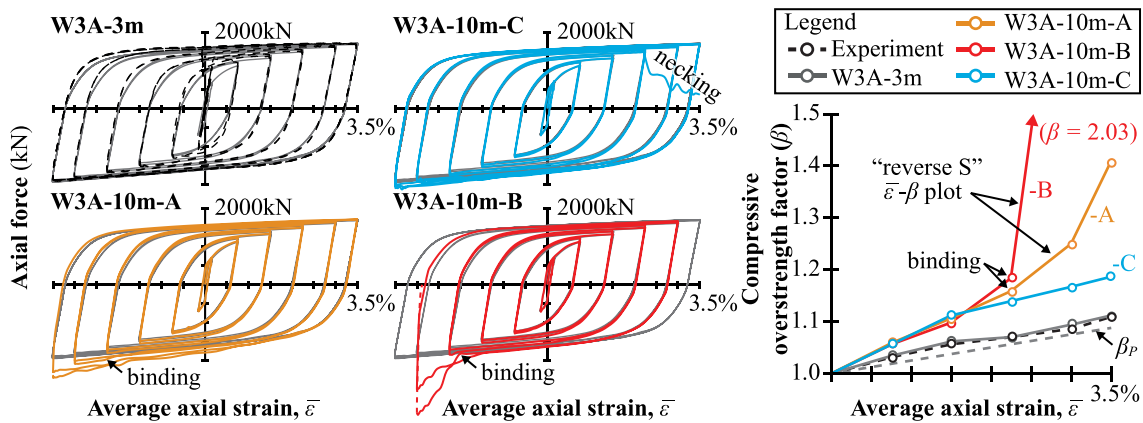 W3A-3m
2000kN
3.5%
W3A-10m-C
2000kN
necking
3.5%
Axial force (kN)
W3A-10m-A
2000kN
3.5%
binding
Average axial strain, ε̅
W3A-10m-B
2000kN
3.5%
binding
Average axial strain, ε̅
Legend
Experiment
W3A-3m
W3A-10m-A
W3A-10m-B
W3A-10m-C
Compressive
overstrength factor (β)
1.5
1.4
1.3
1.2
1.1
1.0
(β = 2.03)
“reverse S”
ε̅-β plot
-B
-A
binding
-C
βP
3.5%
Average axial strain, ε̅